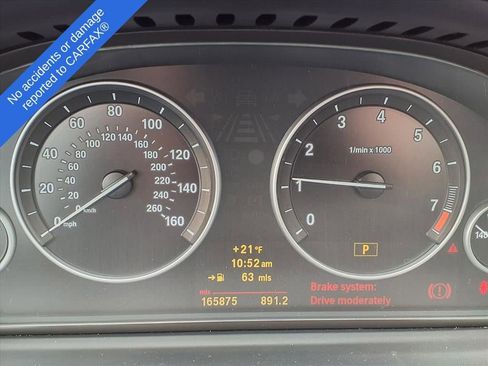 No accidents or damage
reported to CARFAX®
0 20 40 60 80 100 120 140 160
mph
0 20 40 60 80 100 120 140 160 180 200 220 240 260
km/h
0 1 2 3 4 5 6 7
1/min x 1000
P
+21°F
10:52 am
63 mls
mls
165875 891.2
Brake system:
Drive moderately